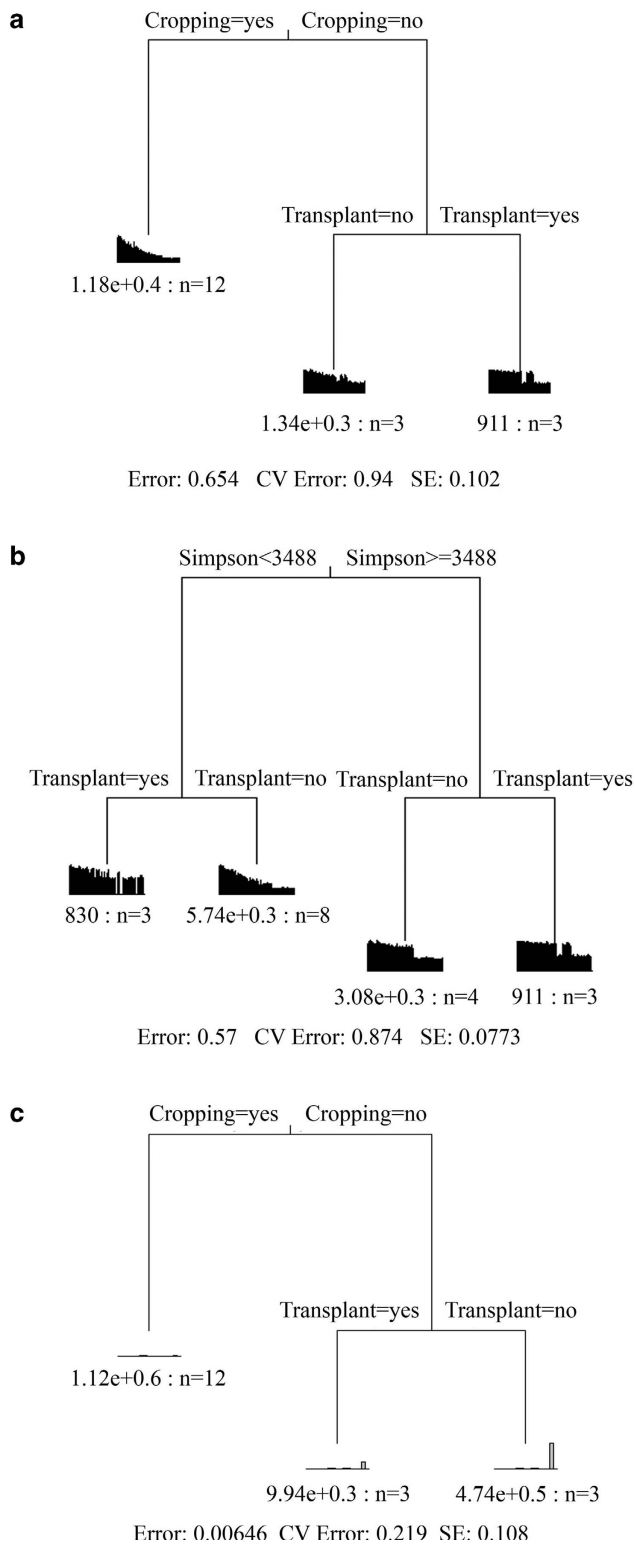 a
Cropping=yes Cropping=no
Transplant=no Transplant=yes
1.18e+0.4 : n=12
1.34e+0.3 : n=3 911 : n=3
Error: 0.654 CV Error: 0.94 SE: 0.102
b
Simpson<3488 Simpson>=3488
Transplant=yes Transplant=no Transplant=no Transplant=yes
830 : n=3 5.74e+0.3 : n=8
3.08e+0.3 : n=4 911 : n=3
Error: 0.57 CV Error: 0.874 SE: 0.0773
c
Cropping=yes Cropping=no
Transplant=yes Transplant=no
1.12e+0.6 : n=12
9.94e+0.3 : n=3 4.74e+0.5 : n=3
Error: 0.00646 CV Error: 0.219 SE: 0.108